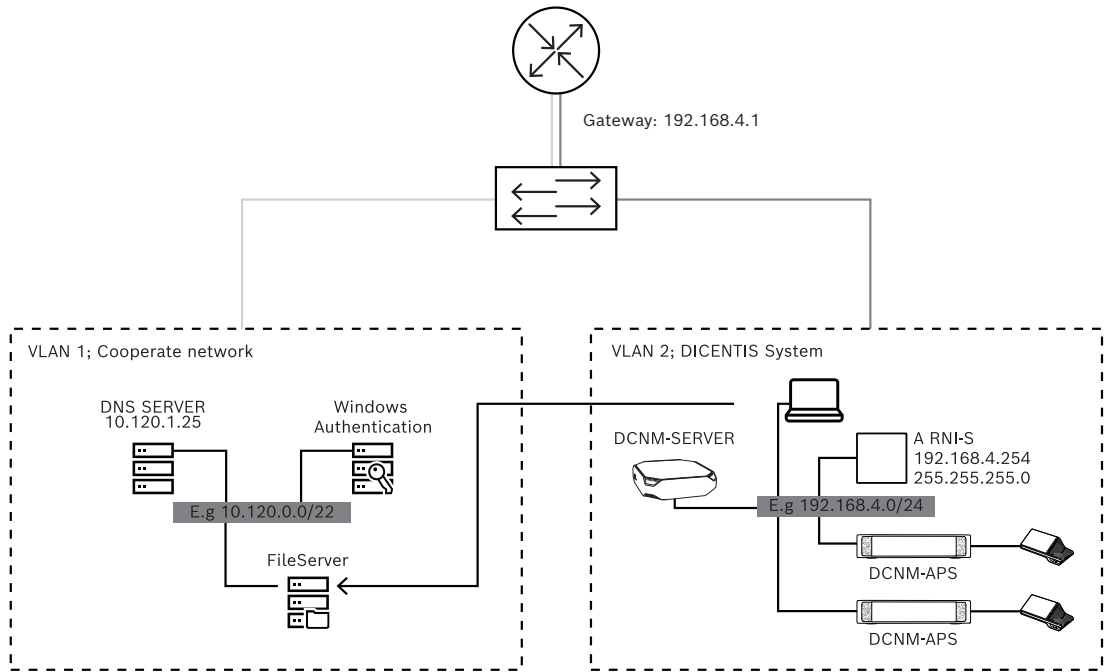 Gateway: 192.168.4.1
VLAN 1; Cooperate network
DNS SERVER
10.120.1.25
Windows
Authentication
E.g 10.120.0.0/22
FileServer
VLAN 2; DICENTIS System
DCNM-SERVER
A RNI-S
192.168.4.254
255.255.255.0
E.g 192.168.4.0/24
DCNM-APS
DCNM-APS